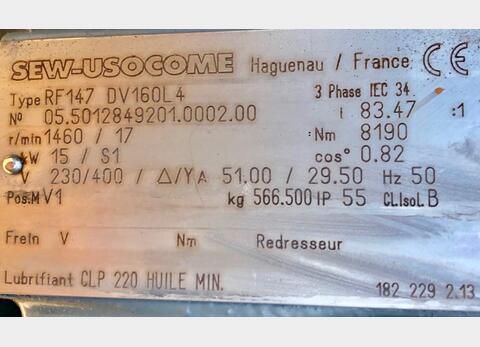 SEW-USOCOME Haguenau / France CE
Type RF147 DV160L4 3 Phase IEC 34
Nº 05.5012849201.0002.00 i 83.47 :1
r/min 1460 / 17 Nm 8190
kW 15 / S1 cos° 0.82
V 230/400 / Δ/Y A 51.00 / 29.50 Hz 50
Pos.M V1 kg 566.500 IP 55 CL.Isol. B
Frein V Nm Redresseur
Lubrifiant CLP 220 HUILE MIN.
182 229 2.13